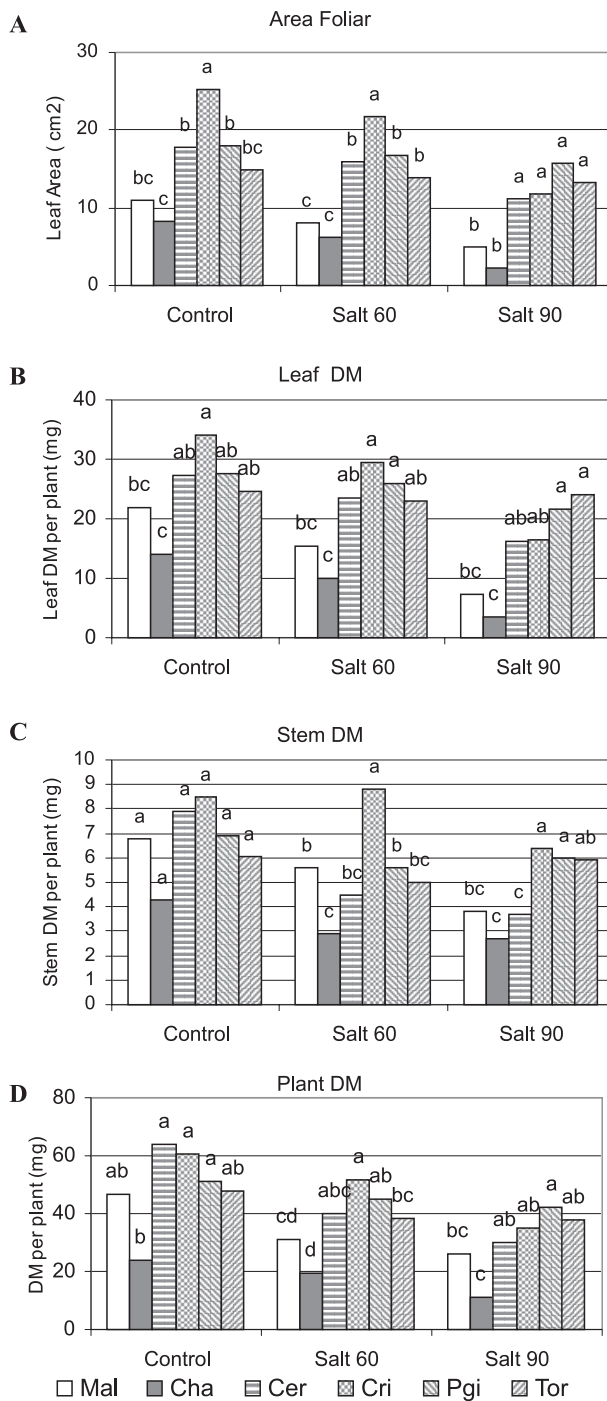 A
Area Foliar
Leaf Area ( cm2)
30
20
10
0
bc c b a b bc
c c b a b b
b b a a a a
Control Salt 60 Salt 90
B
Leaf DM
Leaf DM per plant (mg)
40
30
20
10
0
bc c ab a ab ab
bc c ab a a ab
bc c ab ab a a
Control Salt 60 Salt 90
C
Stem DM
Stem DM per plant (mg)
10
9
8
7
6
5
4
3
2
1
0
a a a a a a
b c bc a b bc
bc c c a a ab
Control Salt 60 Salt 90
D
Plant DM
DM per plant (mg)
80
60
40
20
0
ab b a a a ab
cd d abc a ab bc
bc c ab ab a ab
Control Salt 60 Salt 90
Mal Cha Cer Cri Pgi Tor